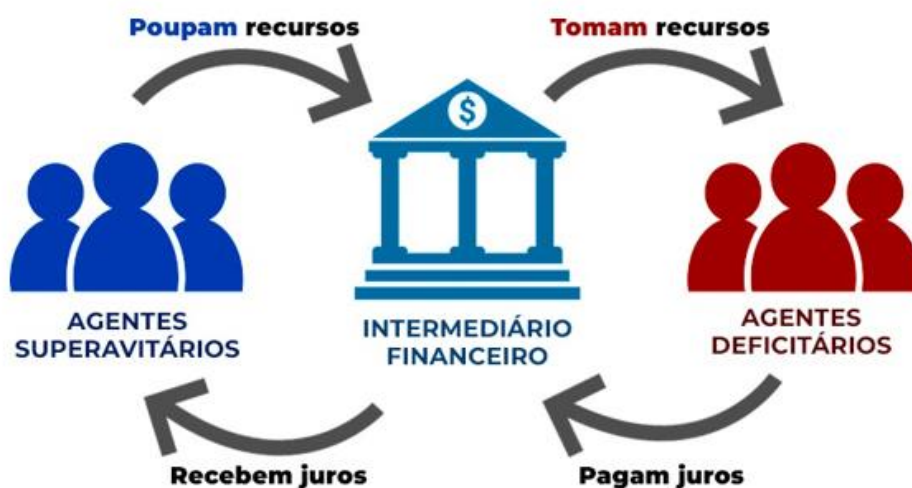 Poupam recursos
Tomam recursos
$
AGENTES
SUPERAVITÁRIOS
INTERMEDIÁRIO
FINANCEIRO
AGENTES
DEFICITÁRIOS
Recebem juros
Pagam juros